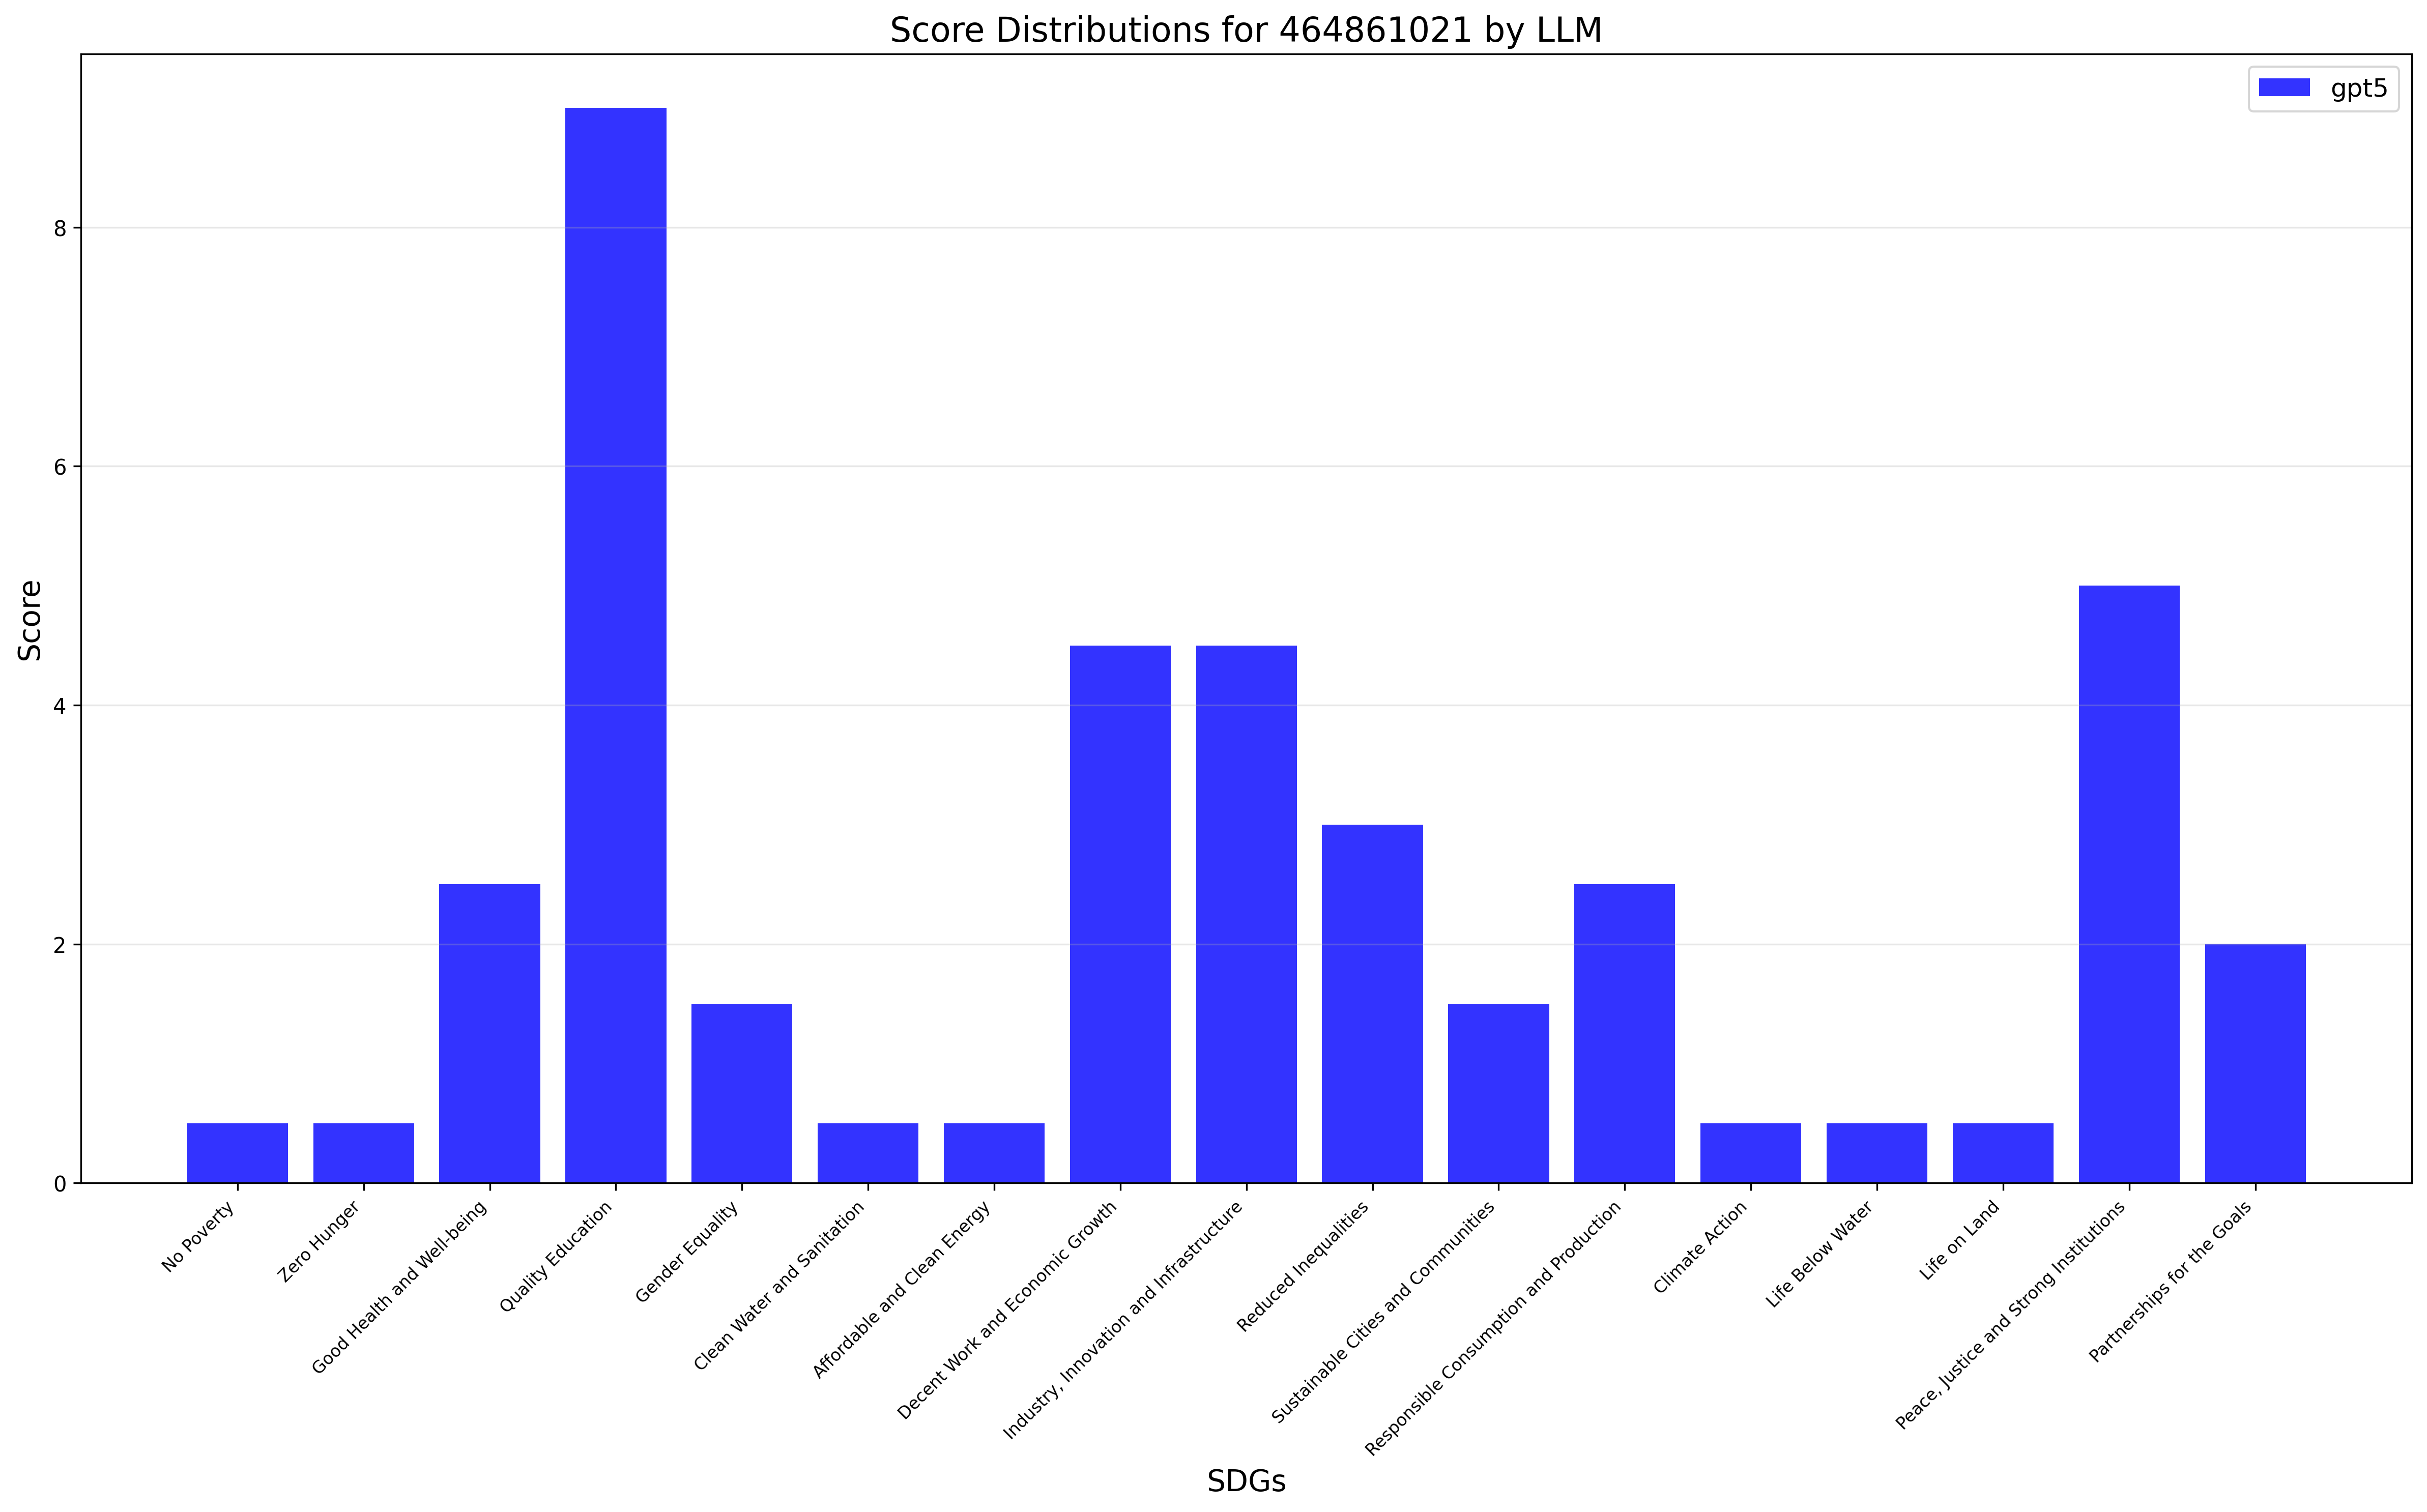 Score Distributions for 464861021 by LLM
gpt5
Score
8
6
4
2
0
No Poverty
Zero Hunger
Good Health and Well-being
Quality Education
Gender Equality
Clean Water and Sanitation
Affordable and Clean Energy
Decent Work and Economic Growth
Industry, Innovation and Infrastructure
Reduced Inequalities
Sustainable Cities and Communities
Responsible Consumption and Production
Climate Action
Life Below Water
Life on Land
Peace, Justice and Strong Institutions
Partnerships for the Goals
SDGs